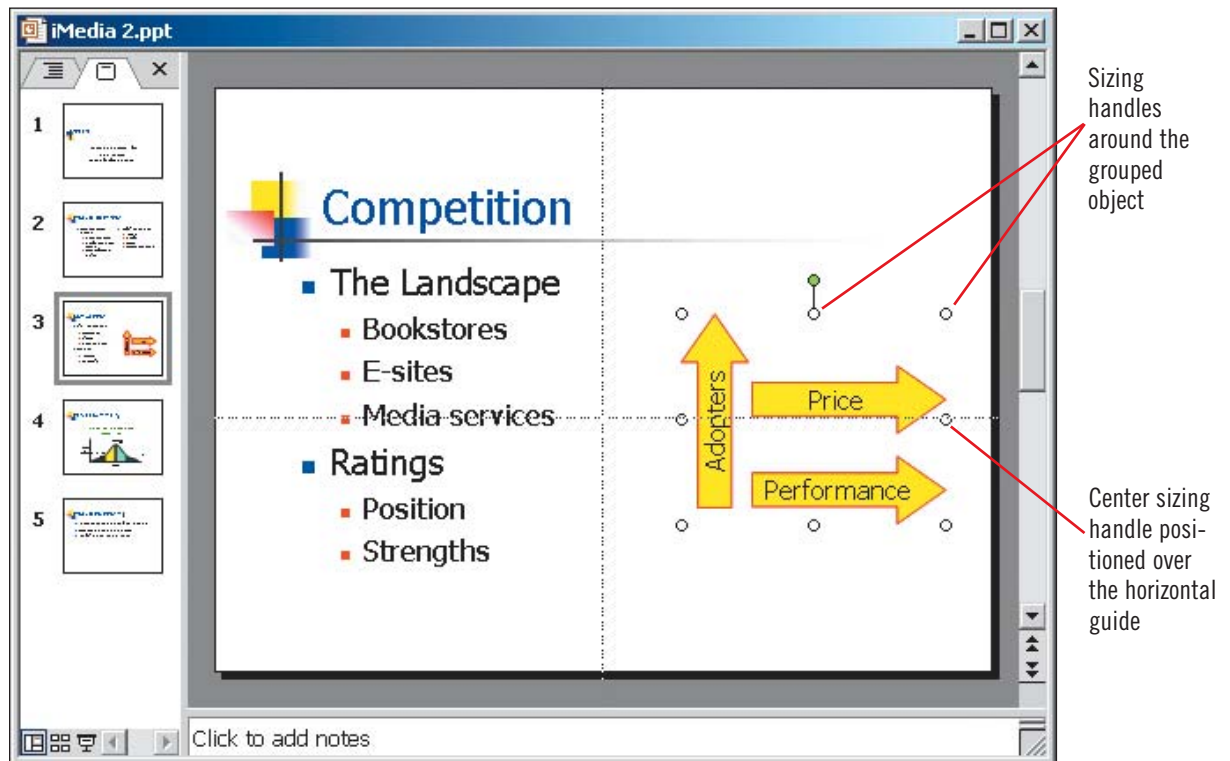 iMedia 2.ppt
1
2
3
4
5
Competition
The Landscape
Bookstores
E-sites
Media services
Ratings
Position
Strengths
Adopters
Price
Performance
Click to add notes
Sizing
handles
around the
grouped
object
Center sizing
handle posi-
tioned over
the horizontal
guide